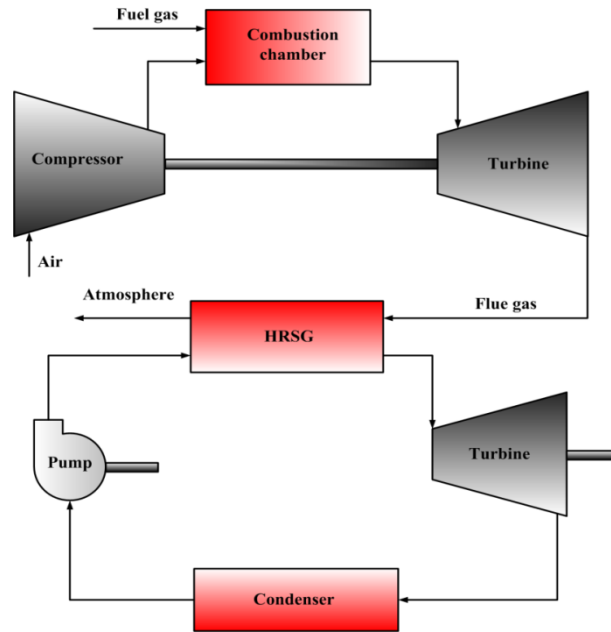 Fuel gas
Combustion
chamber
Compressor
Turbine
Air
Atmosphere
Flue gas
HRSG
Pump
Turbine
Condenser